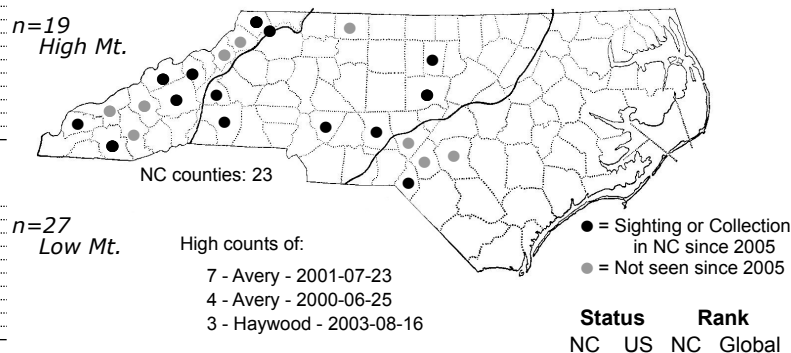 n=19
High Mt.
NC counties: 23
n=27
Low Mt.
High counts of:
7 - Avery - 2001-07-23
4 - Avery - 2000-06-25
3 - Haywood - 2003-08-16
● = Sighting or Collection
in NC since 2005
● = Not seen since 2005
Status Rank
NC US NC Global